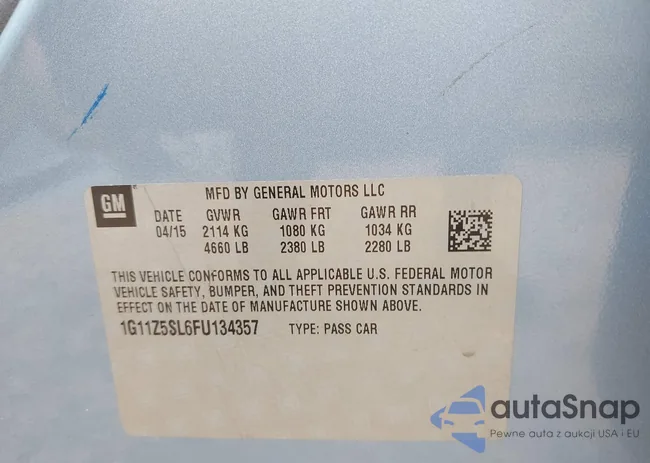 GM
MFD BY GENERAL MOTORS LLC
DATE GVWR GAWR FRT GAWR RR
04/15 2114 KG 1080 KG 1034 KG
4660 LB 2380 LB 2280 LB
THIS VEHICLE CONFORMS TO ALL APPLICABLE U.S. FEDERAL MOTOR
VEHICLE SAFETY, BUMPER, AND THEFT PREVENTION STANDARDS IN
EFFECT ON THE DATE OF MANUFACTURE SHOWN ABOVE.
1G11Z5SL6FU134357 TYPE: PASS CAR
autaSnap
Pewne auta z aukcji USA i EU